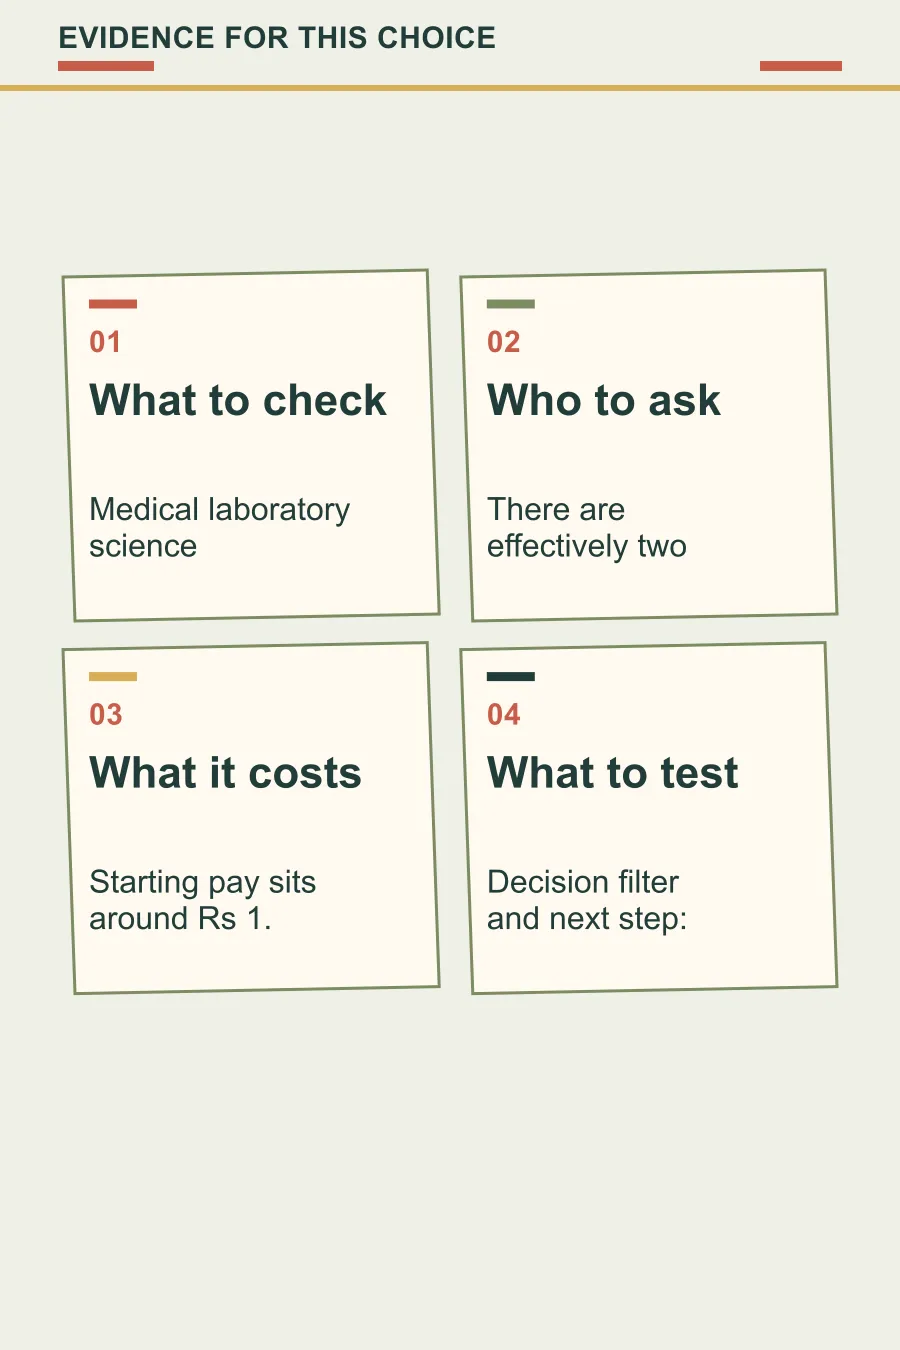 EVIDENCE FOR THIS CHOICE
01
What to check
Medical laboratory
science
02
Who to ask
There are
effectively two
03
What it costs
Starting pay sits
around Rs 1.
04
What to test
Decision filter
and next step: